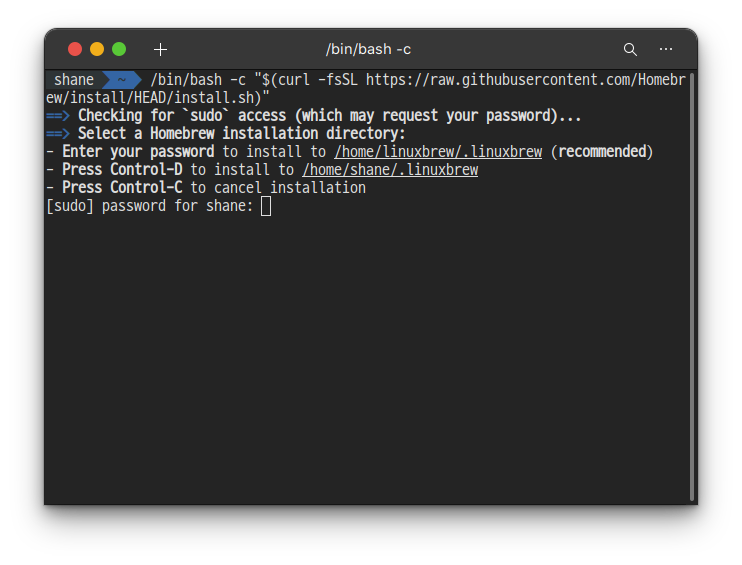 /bin/bash -c
shane ~ /bin/bash -c "$(curl -fsSL https://raw.githubusercontent.com/Homebr
ew/install/HEAD/install.sh)"
==> Checking for `sudo` access (which may request your password)...
==> Select a Homebrew installation directory:
- Enter your password to install to /home/linuxbrew/.linuxbrew (recommended)
- Press Control-D to install to /home/shane/.linuxbrew
- Press Control-C to cancel installation
[sudo] password for shane: